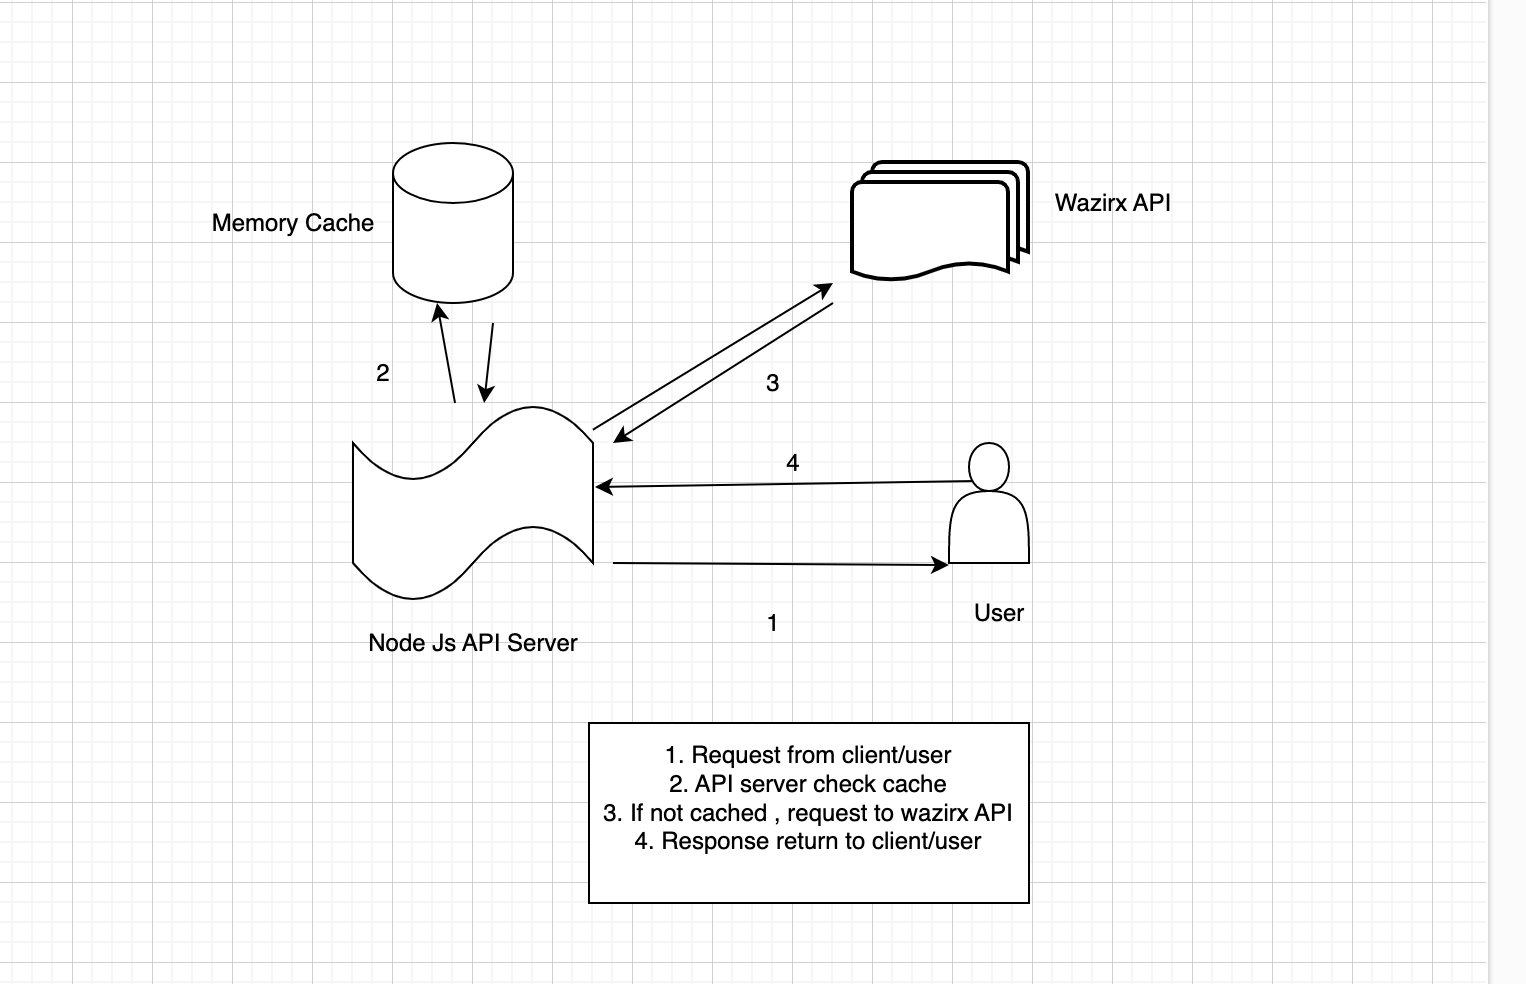 Memory Cache
Wazirx API
2
3
4
1
User
Node Js API Server
1. Request from client/user
2. API server check cache
3. If not cached , request to wazirx API
4. Response return to client/user